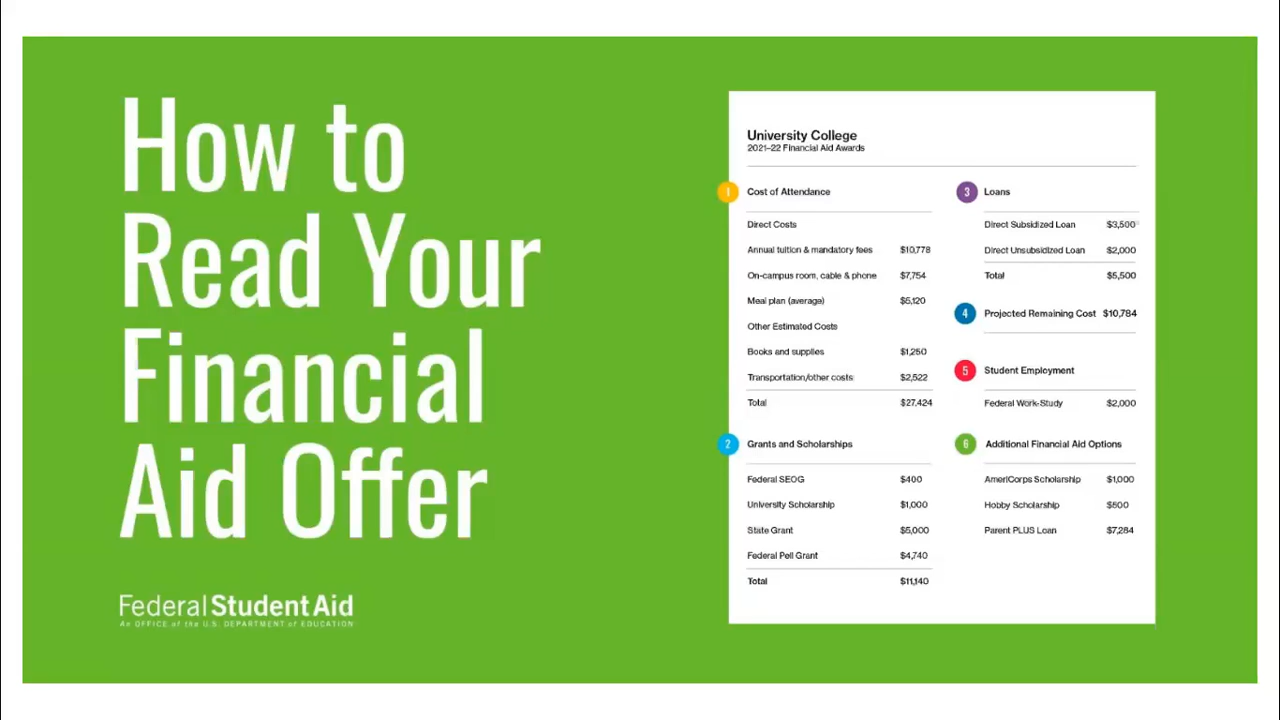 How to
Read Your
Financial
Aid Offer
Federal Student Aid
An OFFICE of the U.S. DEPARTMENT of EDUCATION
University College
2021–22 Financial Aid Awards
1 Cost of Attendance
Direct Costs
Annual tuition & mandatory fees $10,778
On-campus room, cable & phone $7,754
Meal plan (average) $5,120
Other Estimated Costs
Books and supplies $1,250
Transportation/other costs $2,522
Total $27,424
2 Grants and Scholarships
Federal SEOG $400
University Scholarship $1,000
State Grant $5,000
Federal Pell Grant $4,740
Total $11,140
3 Loans
Direct Subsidized Loan $3,500
Direct Unsubsidized Loan $2,000
Total $5,500
4 Projected Remaining Cost $10,784
5 Student Employment
Federal Work-Study $2,000
6 Additional Financial Aid Options
AmeriCorps Scholarship $1,000
Hobby Scholarship $500
Parent PLUS Loan $7,284